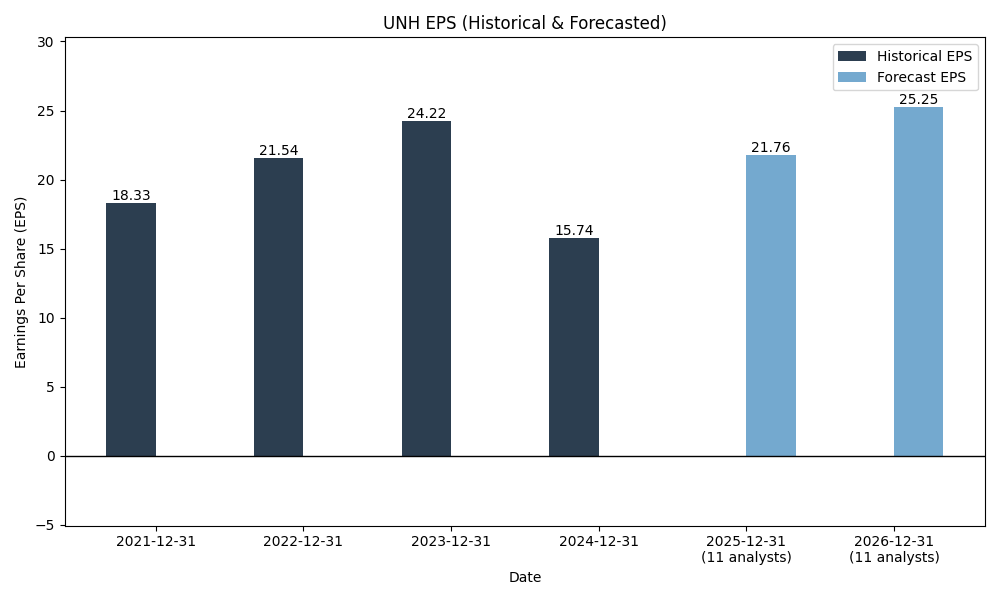 UNH EPS (Historical & Forecasted)
Historical EPS
Forecast EPS
Earnings Per Share (EPS)
30
25
20
15
10
5
0
−5
18.33
21.54
24.22
15.74
21.76
25.25
2021-12-31
2022-12-31
2023-12-31
2024-12-31
2025-12-31
(11 analysts)
2026-12-31
(11 analysts)
Date